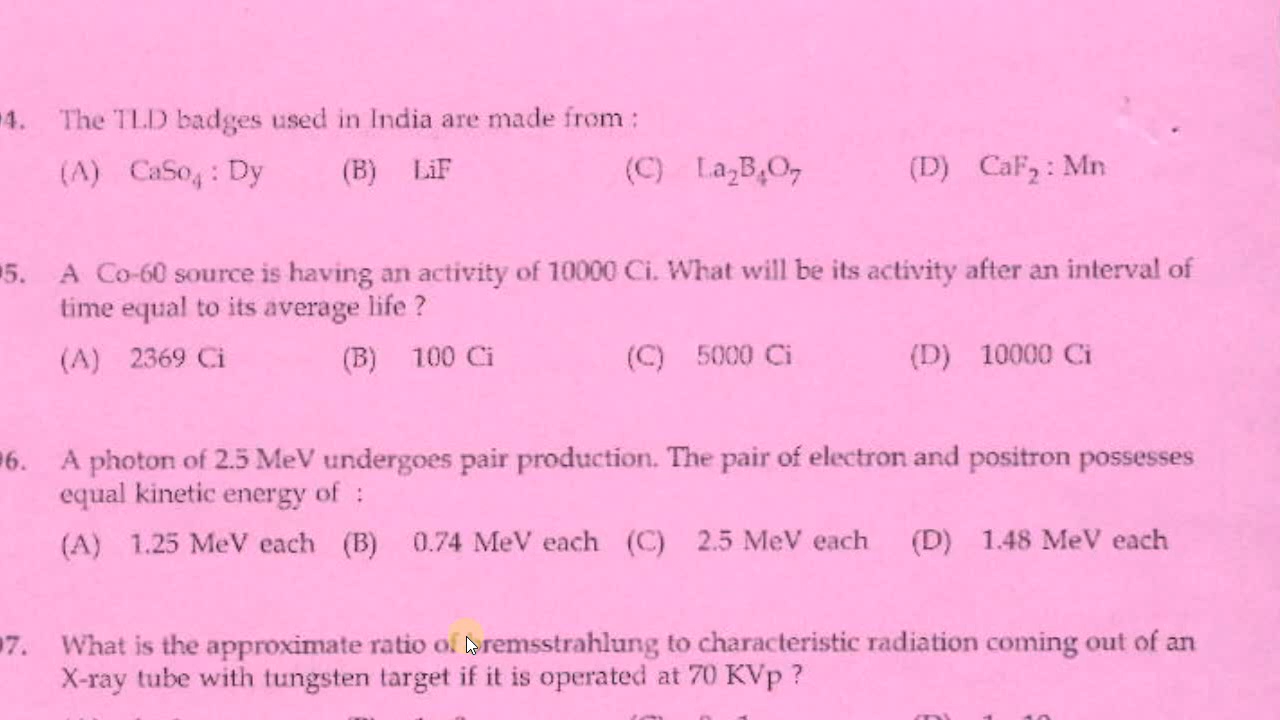 4. The TLD badges used in India are made from :
(A) CaSo₄ : Dy (B) LiF (C) La₂B₄O₇ (D) CaF₂ : Mn
5. A Co-60 source is having an activity of 10000 Ci. What will be its activity after an interval of
time equal to its average life ?
(A) 2369 Ci (B) 100 Ci (C) 5000 Ci (D) 10000 Ci
6. A photon of 2.5 MeV undergoes pair production. The pair of electron and positron possesses
equal kinetic energy of :
(A) 1.25 MeV each (B) 0.74 MeV each (C) 2.5 MeV each (D) 1.48 MeV each
7. What is the approximate ratio of bremsstrahlung to characteristic radiation coming out of an
X-ray tube with tungsten target if it is operated at 70 KVp ?